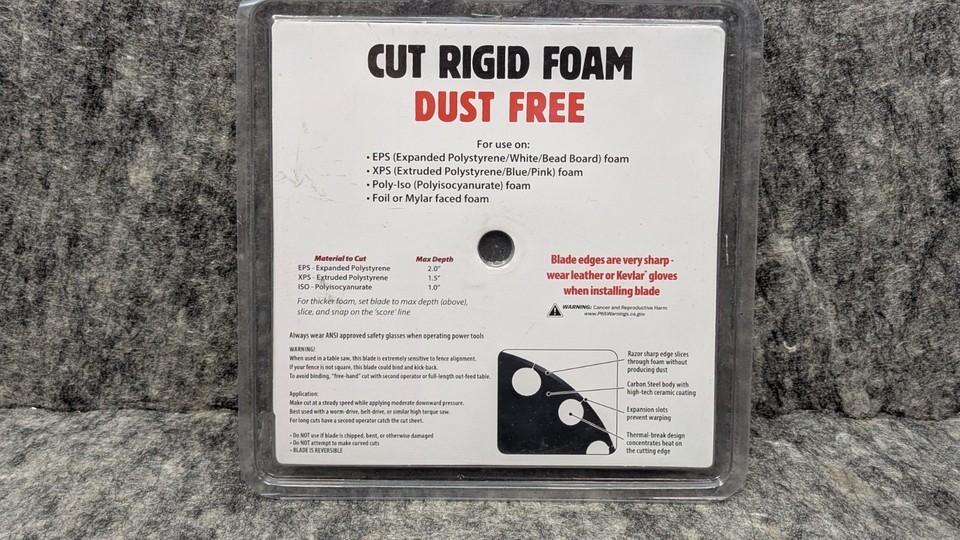 CUT RIGID FOAM
DUST FREE
For use on:
• EPS (Expanded Polystyrene/White/Bead Board) foam
• XPS (Extruded Polystyrene/Blue/Pink) foam
• Poly-Iso (Polyisocyanurate) foam
• Foil or Mylar faced foam
Material to Cut Max Depth
EPS - Expanded Polystyrene 2.0"
XPS - Extruded Polystyrene 1.5"
ISO - Polyisocyanurate 1.0"
For thicker foam, set blade to max depth (above),
slice, and snap on the 'score' line
Blade edges are very sharp -
wear leather or Kevlar® gloves
when installing blade
WARNING: Cancer and Reproductive Harm
www.P65Warnings.ca.gov
Always wear ANSI approved safety glasses when operating power tools
WARNING!
When used in a table saw, this blade is extremely sensitive to fence alignment.
If your fence is not square, this blade could bind and kick-back.
To avoid binding, "free-hand" cut with second operator or full-length out-feed table.
Application:
Make cut at a steady speed while applying moderate downward pressure.
Best used with a worm-drive, belt-drive, or similar high torque saw.
For long cuts have a second operator catch the cut sheet.
• Do NOT use if blade is chipped, bent, or otherwise damaged
• Do NOT attempt to make curved cuts
• BLADE IS REVERSIBLE
Razor sharp edge slices
through foam without
producing dust
Carbon Steel body with
high-tech ceramic coating
Expansion slots
prevent warping
Thermal-break design
concentrates heat on
the cutting edge